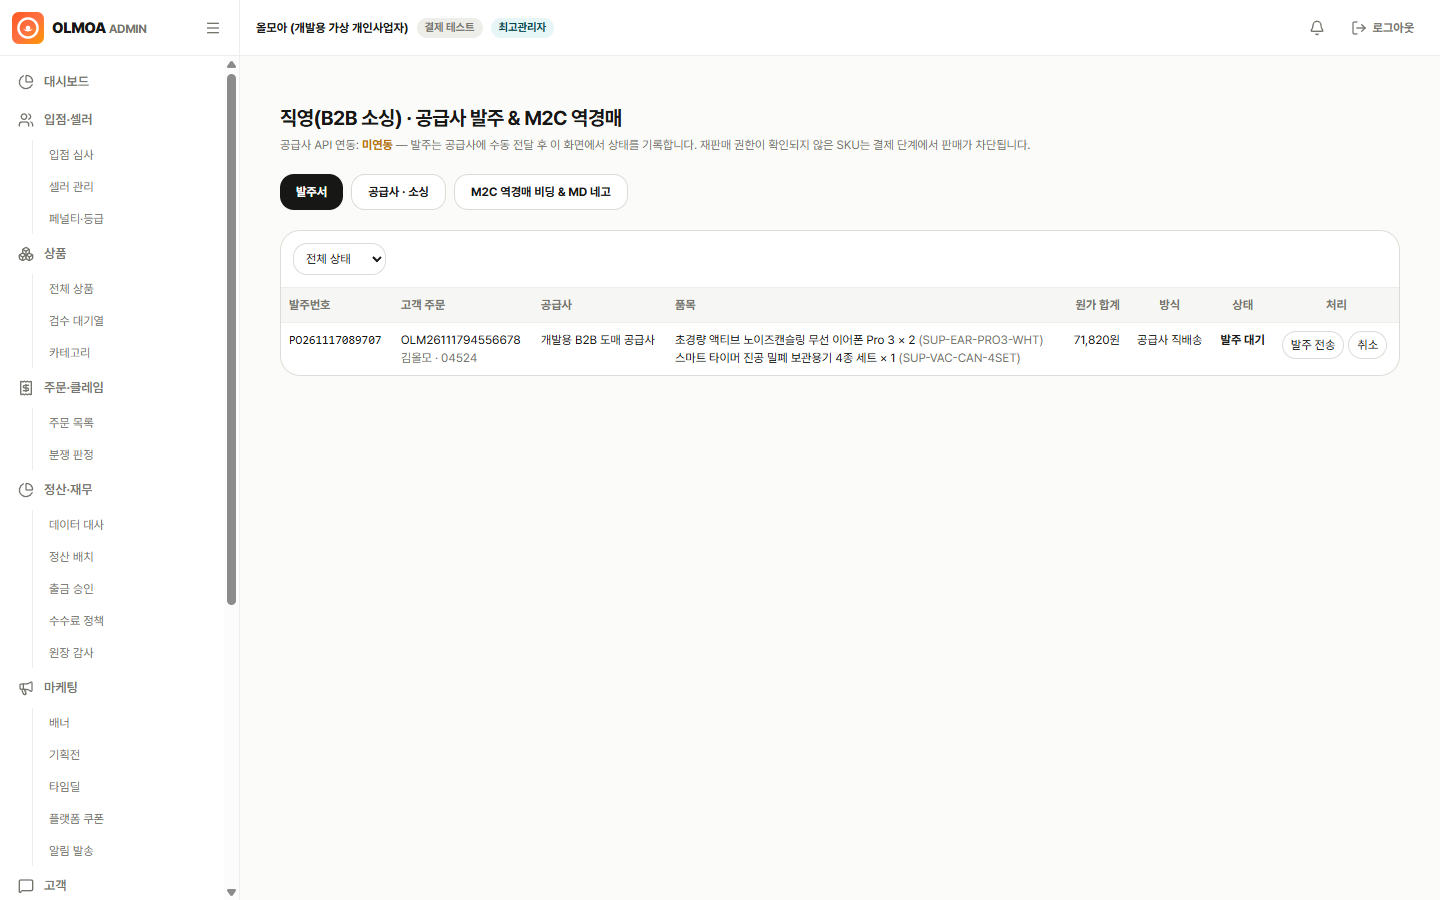 OLMOA ADMIN
올모아 (개발용 가상 개인사업자) 결제 테스트 최고관리자
로그아웃
대시보드
입점·셀러
입점 심사
셀러 관리
페널티·등급
상품
전체 상품
검수 대기열
카테고리
주문·클레임
주문 목록
분쟁 판정
정산·재무
데이터 대사
정산 배치
출금 승인
수수료 정책
원장 감사
마케팅
배너
기획전
타임딜
플랫폼 쿠폰
알림 발송
고객
직영(B2B 소싱) · 공급사 발주 & M2C 역경매
공급사 API 연동: 미연동 — 발주는 공급사에 수동 전달 후 이 화면에서 상태를 기록합니다. 재판매 권한이 확인되지 않은 SKU는 결제 단계에서 판매가 차단됩니다.
발주서 공급사 · 소싱 M2C 역경매 비딩 & MD 네고
전체 상태
발주번호 고객 주문 공급사 품목 원가 합계 방식 상태 처리
PO261117089707 OLM26111794556678 개발용 B2B 도매 공급사 초경량 액티브 노이즈캔슬링 무선 이어폰 Pro 3 × 2 (SUP-EAR-PRO3-WHT) 71,820원 공급사 직배송 발주 대기 발주 전송 취소
김올모 · 04524 스마트 타이머 진공 밀폐 보관용기 4종 세트 × 1 (SUP-VAC-CAN-4SET)